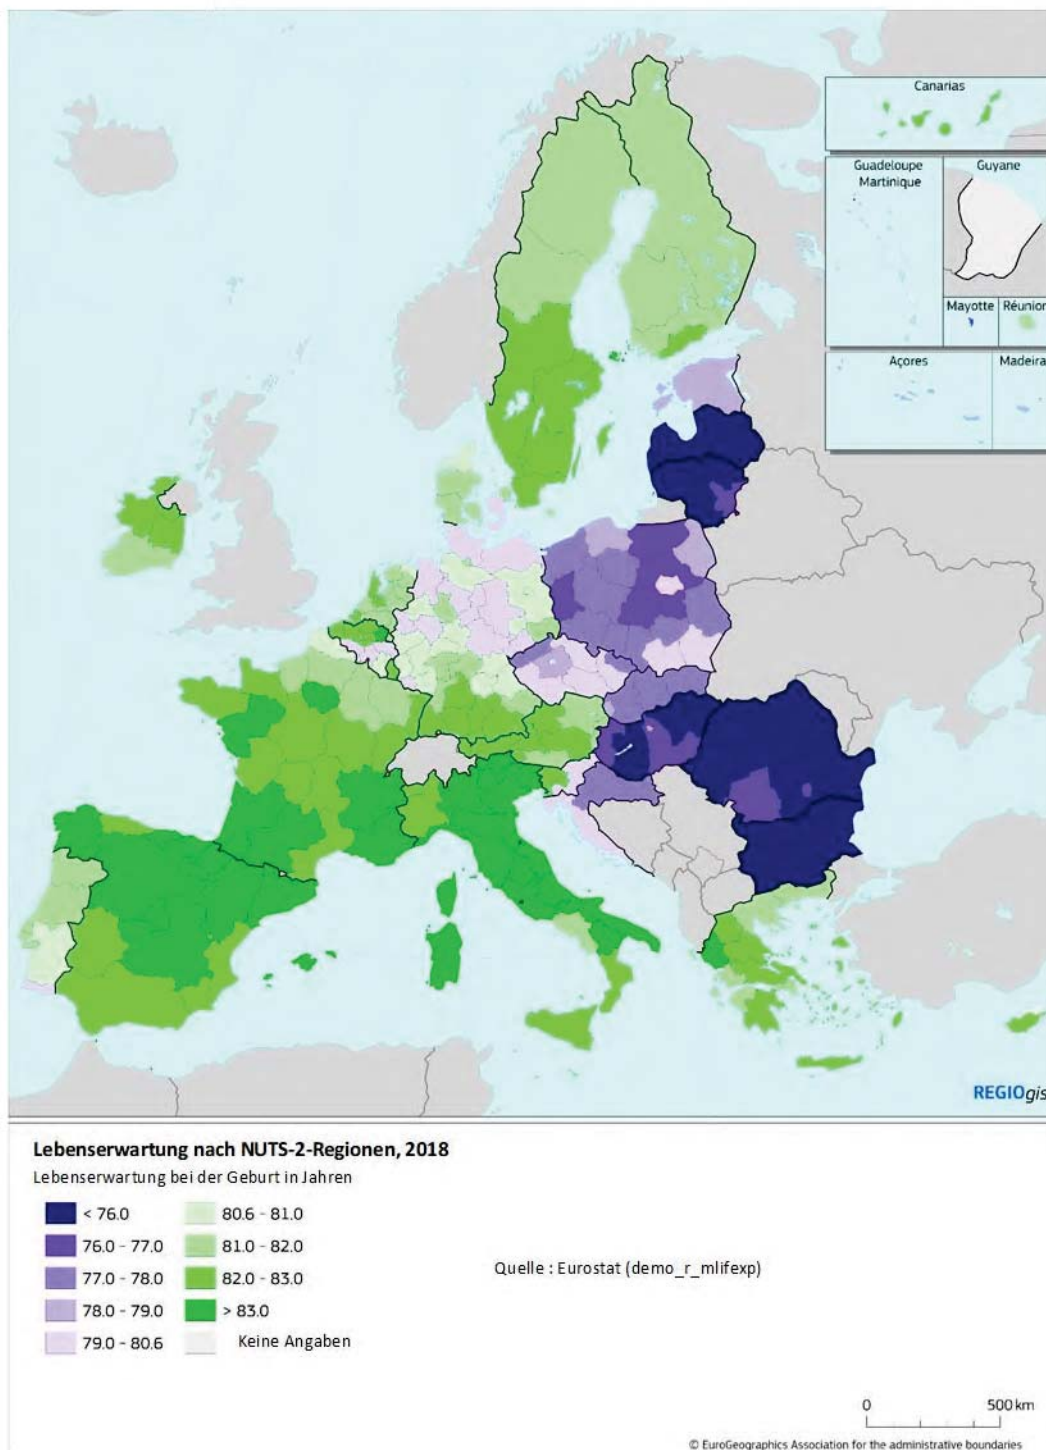 Canarias
Guadeloupe
Martinique
Guyane
Mayotte
Réunion
Açores
Madeira
REGIOgis
Lebenserwartung nach NUTS-2-Regionen, 2018
Lebenserwartung bei der Geburt in Jahren
< 76.0
76.0 - 77.0
77.0 - 78.0
78.0 - 79.0
79.0 - 80.6
80.6 - 81.0
81.0 - 82.0
82.0 - 83.0
> 83.0
Keine Angaben
Quelle : Eurostat (demo_r_mlifexp)
0 500 km
© EuroGeographics Association for the administrative boundaries